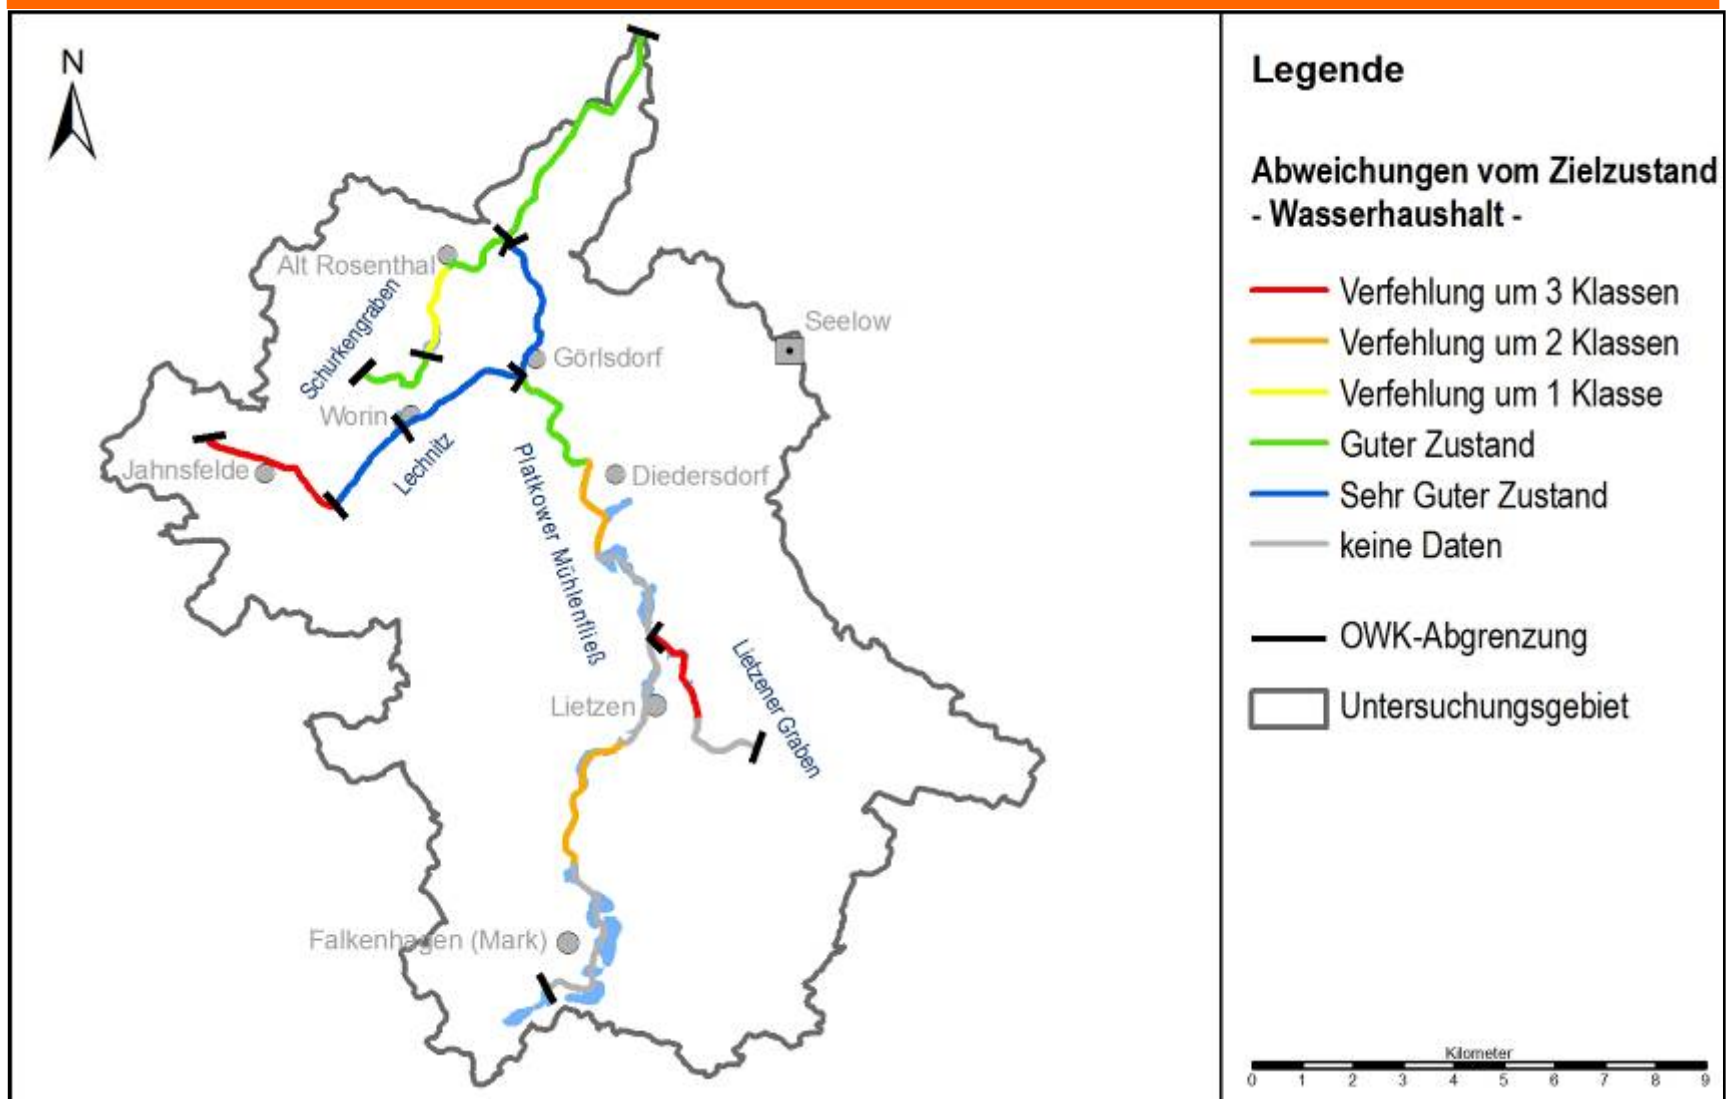 N
Alt Rosenthal
Schurkengraben
Seelow
Görlsdorf
Worin
Lechnitz
Jahnsfelde
Platkower Mühlenfließ
Diedersdorf
Lietzen
Lietzener Graben
Falkenhagen (Mark)
Legende
Abweichungen vom Zielzustand
- Wasserhaushalt -
Verfehlung um 3 Klassen
Verfehlung um 2 Klassen
Verfehlung um 1 Klasse
Guter Zustand
Sehr Guter Zustand
keine Daten
OWK-Abgrenzung
Untersuchungsgebiet
Kilometer
0 1 2 3 4 5 6 7 8 9